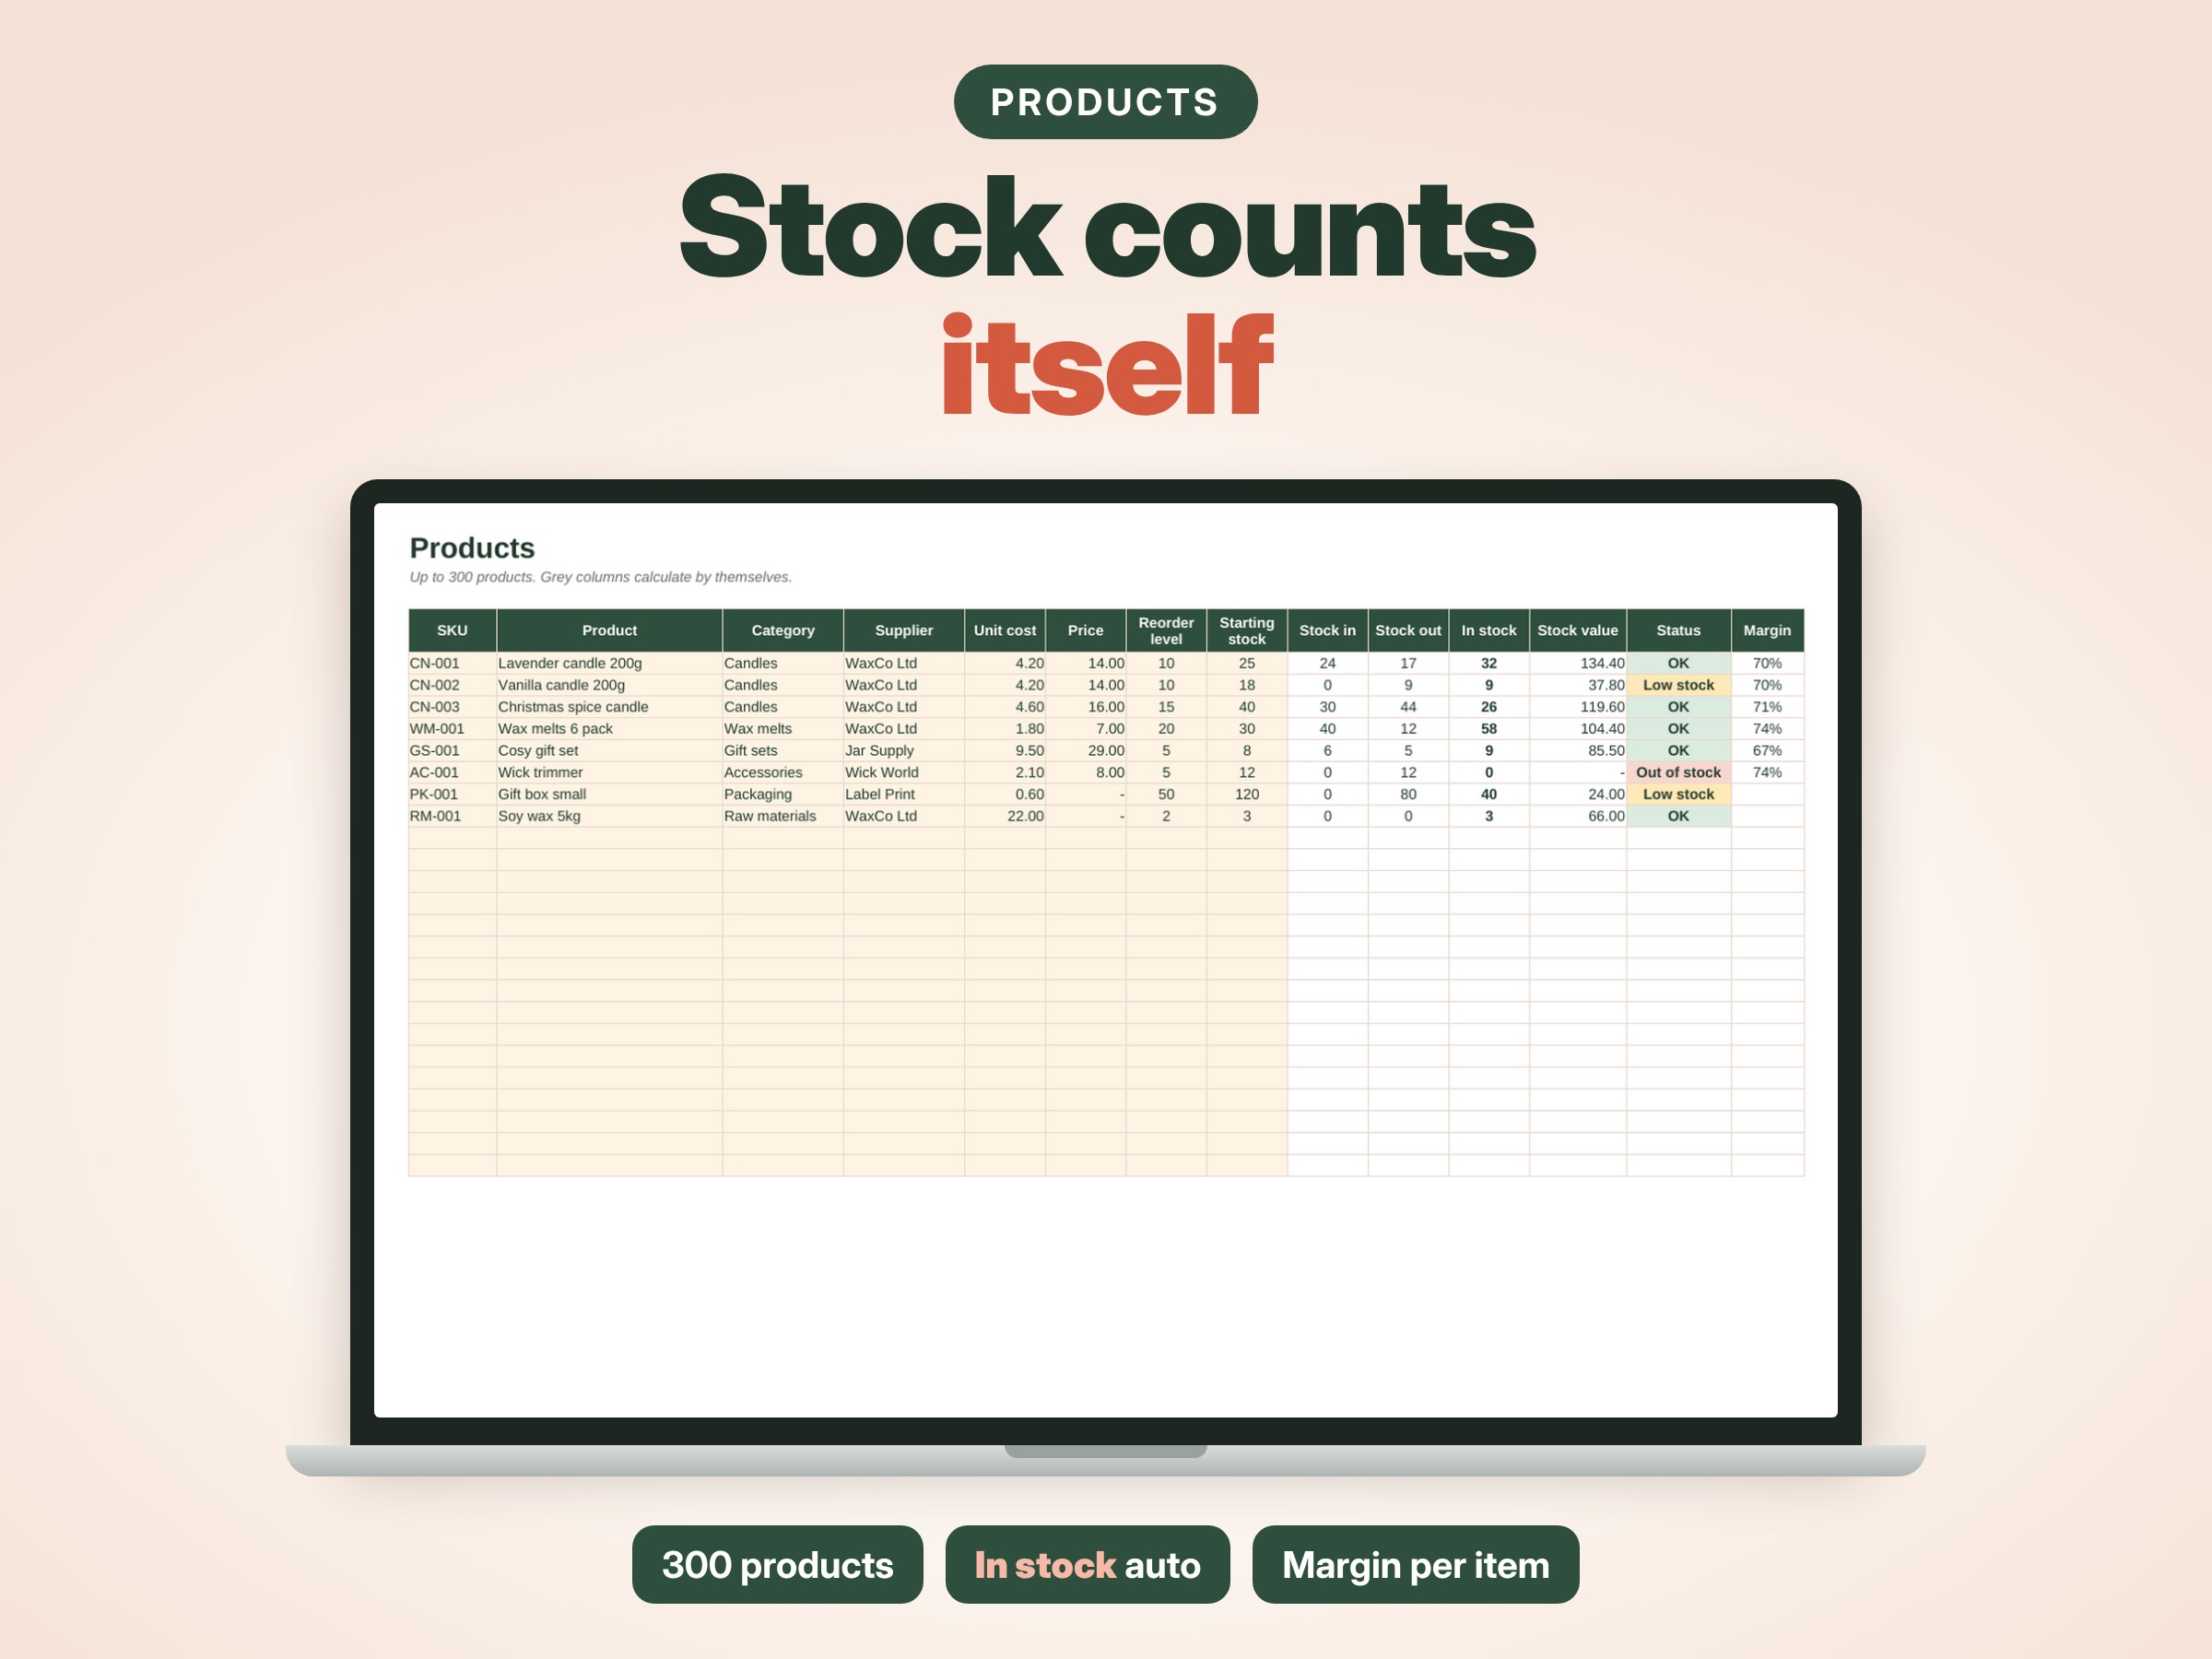 PRODUCTS
Stock counts
itself
Products
Up to 300 products. Grey columns calculate by themselves.
SKU Product Category Supplier Unit cost Price Reorder level Starting stock Stock in Stock out In stock Stock value Status Margin
CN-001 Lavender candle 200g Candles WaxCo Ltd 4.20 14.00 10 25 24 17 32 134.40 OK 70%
CN-002 Vanilla candle 200g Candles WaxCo Ltd 4.20 14.00 10 18 0 9 9 37.80 Low stock 70%
CN-003 Christmas spice candle Candles WaxCo Ltd 4.60 16.00 15 40 30 44 26 119.60 OK 71%
WM-001 Wax melts 6 pack Wax melts WaxCo Ltd 1.80 7.00 20 30 40 12 58 104.40 OK 74%
GS-001 Cosy gift set Gift sets Jar Supply 9.50 29.00 5 8 6 5 9 85.50 OK 67%
AC-001 Wick trimmer Accessories Wick World 2.10 8.00 5 12 0 12 0 - Out of stock 74%
PK-001 Gift box small Packaging Label Print 0.60 - 50 120 0 80 40 24.00 Low stock
RM-001 Soy wax 5kg Raw materials WaxCo Ltd 22.00 - 2 3 0 0 3 66.00 OK
300 products In stock auto Margin per item